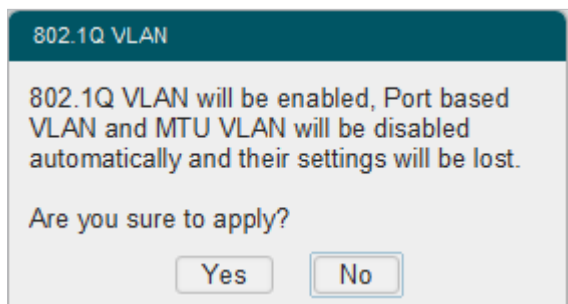 802.1Q VLAN
802.1Q VLAN will be enabled, Port based
VLAN and MTU VLAN will be disabled
automatically and their settings will be lost.
Are you sure to apply?
Yes No